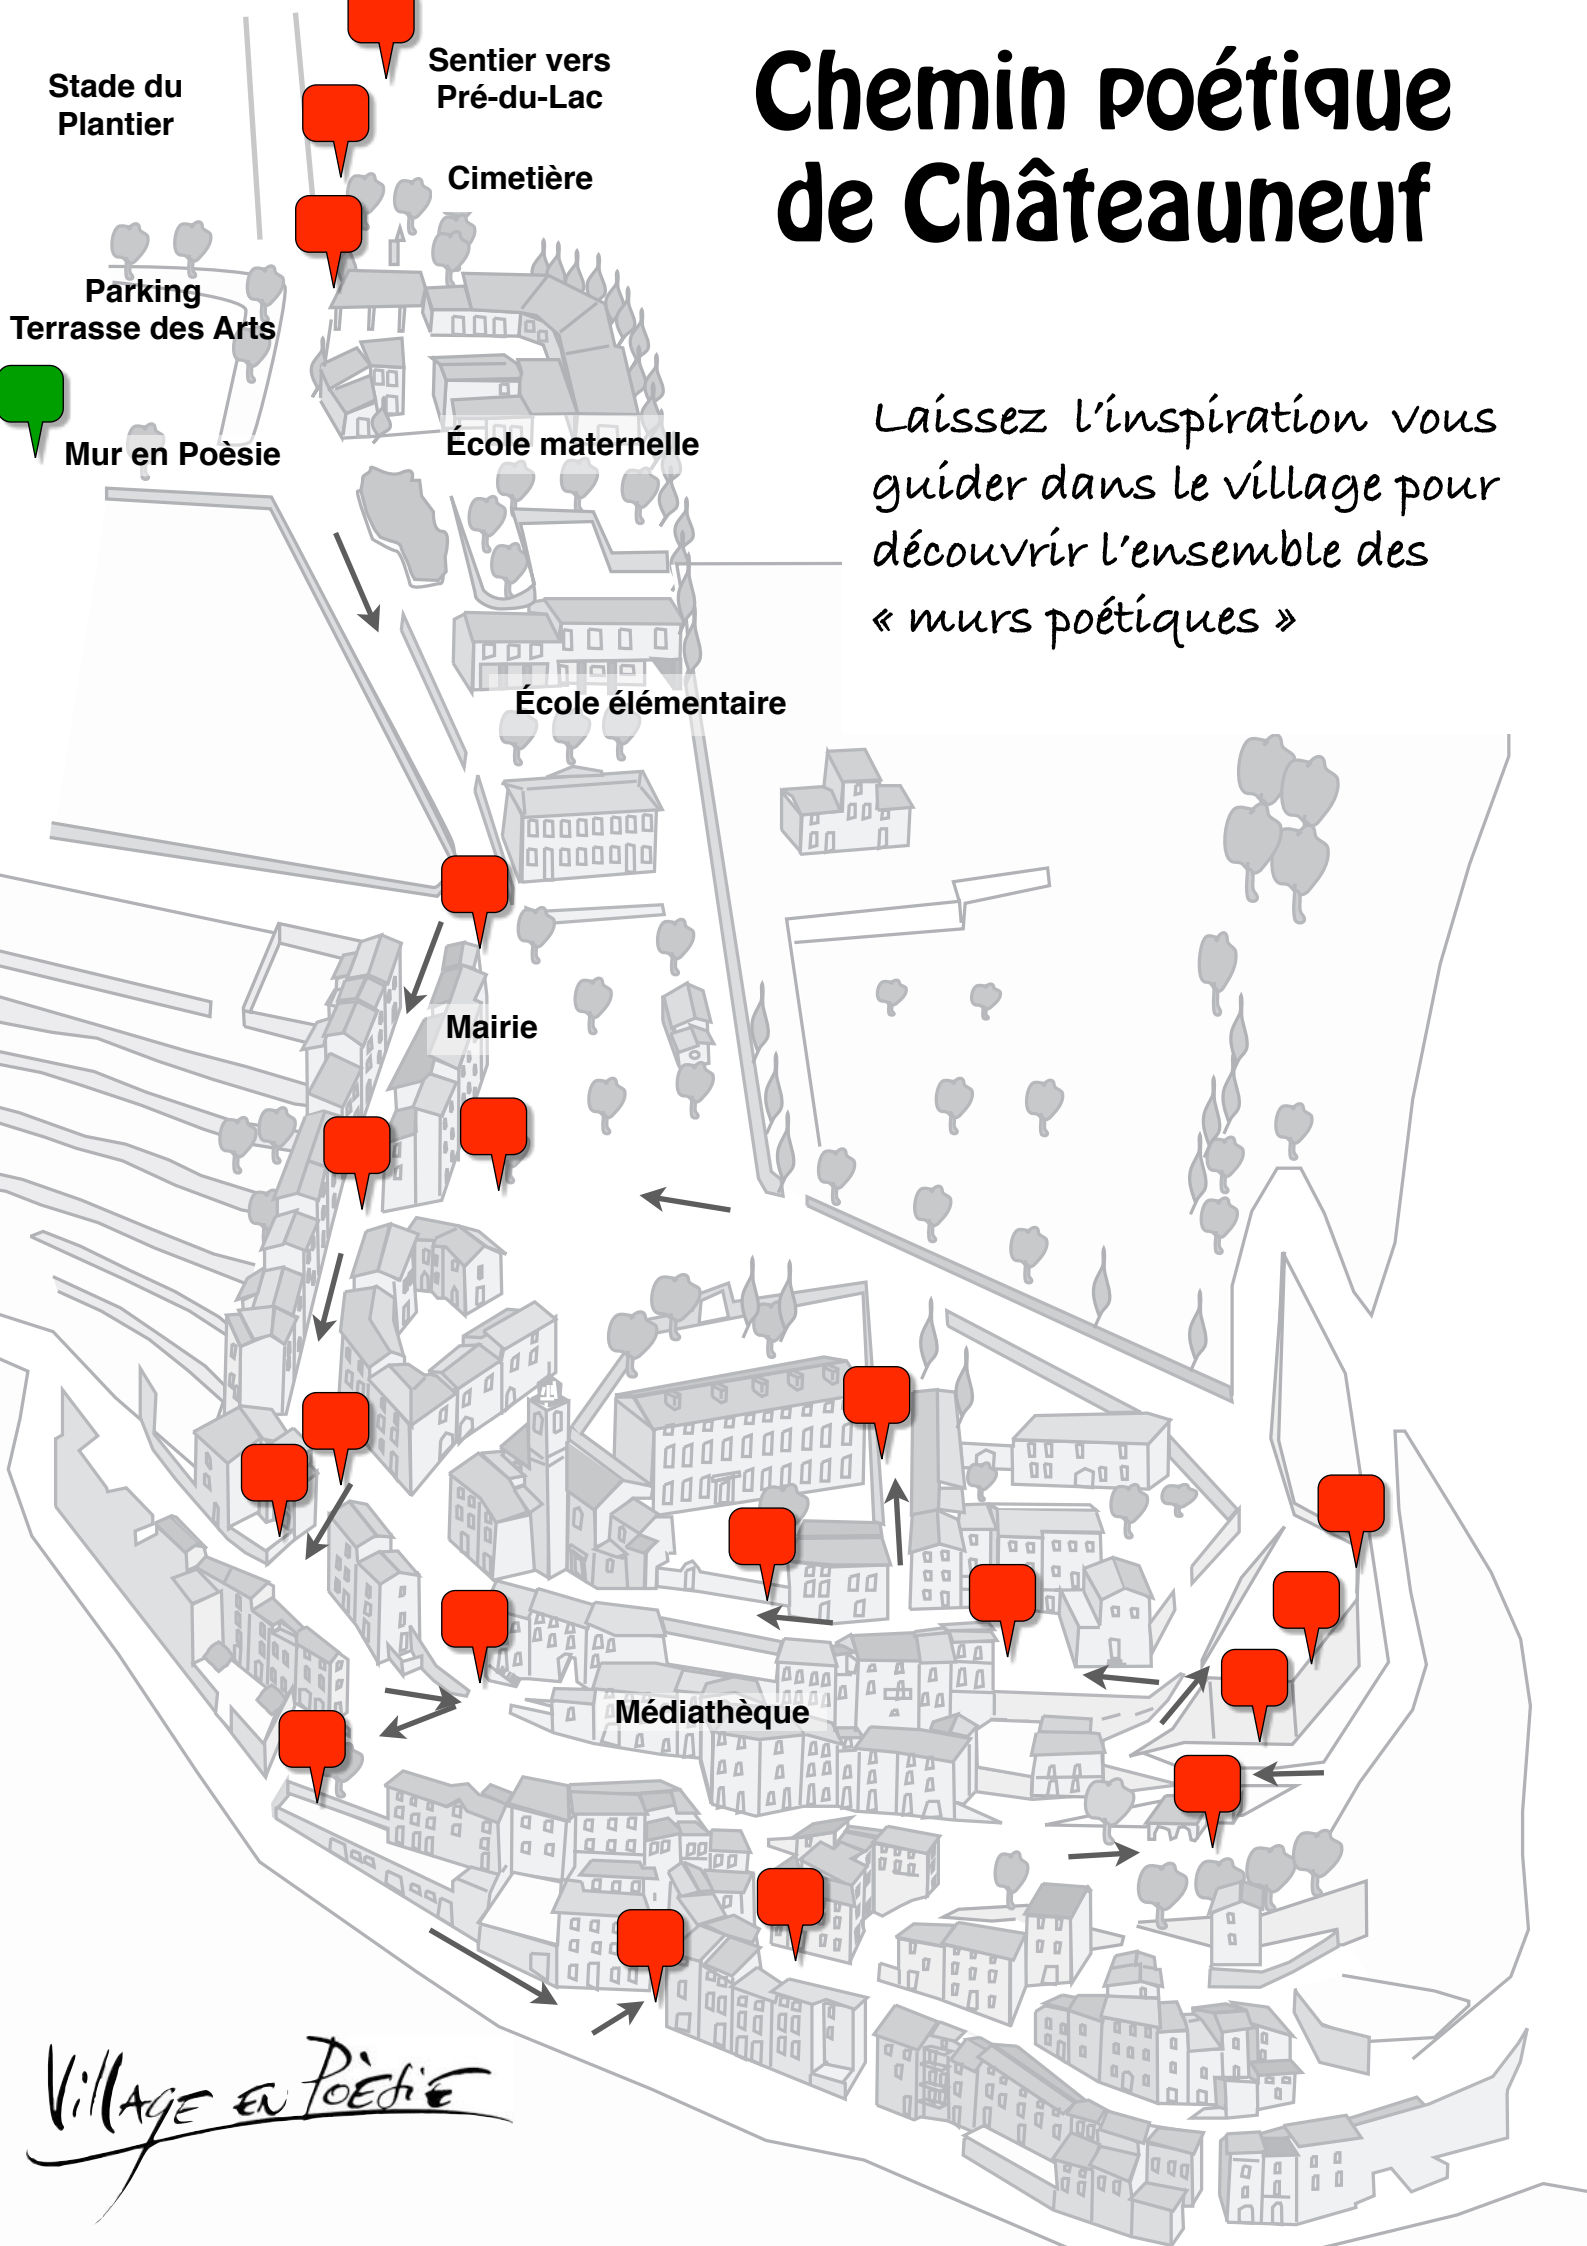 Chemin poétique
de Châteauneuf
Laissez l'inspiration vous
guider dans le village pour
découvrir l'ensemble des
« murs poétiques »
Stade du
Plantier
Sentier vers
Pré-du-Lac
Cimetière
Parking
Terrasse des Arts
Mur en Poèsie
École maternelle
École élémentaire
Mairie
Médiathèque
Village en Poèsie